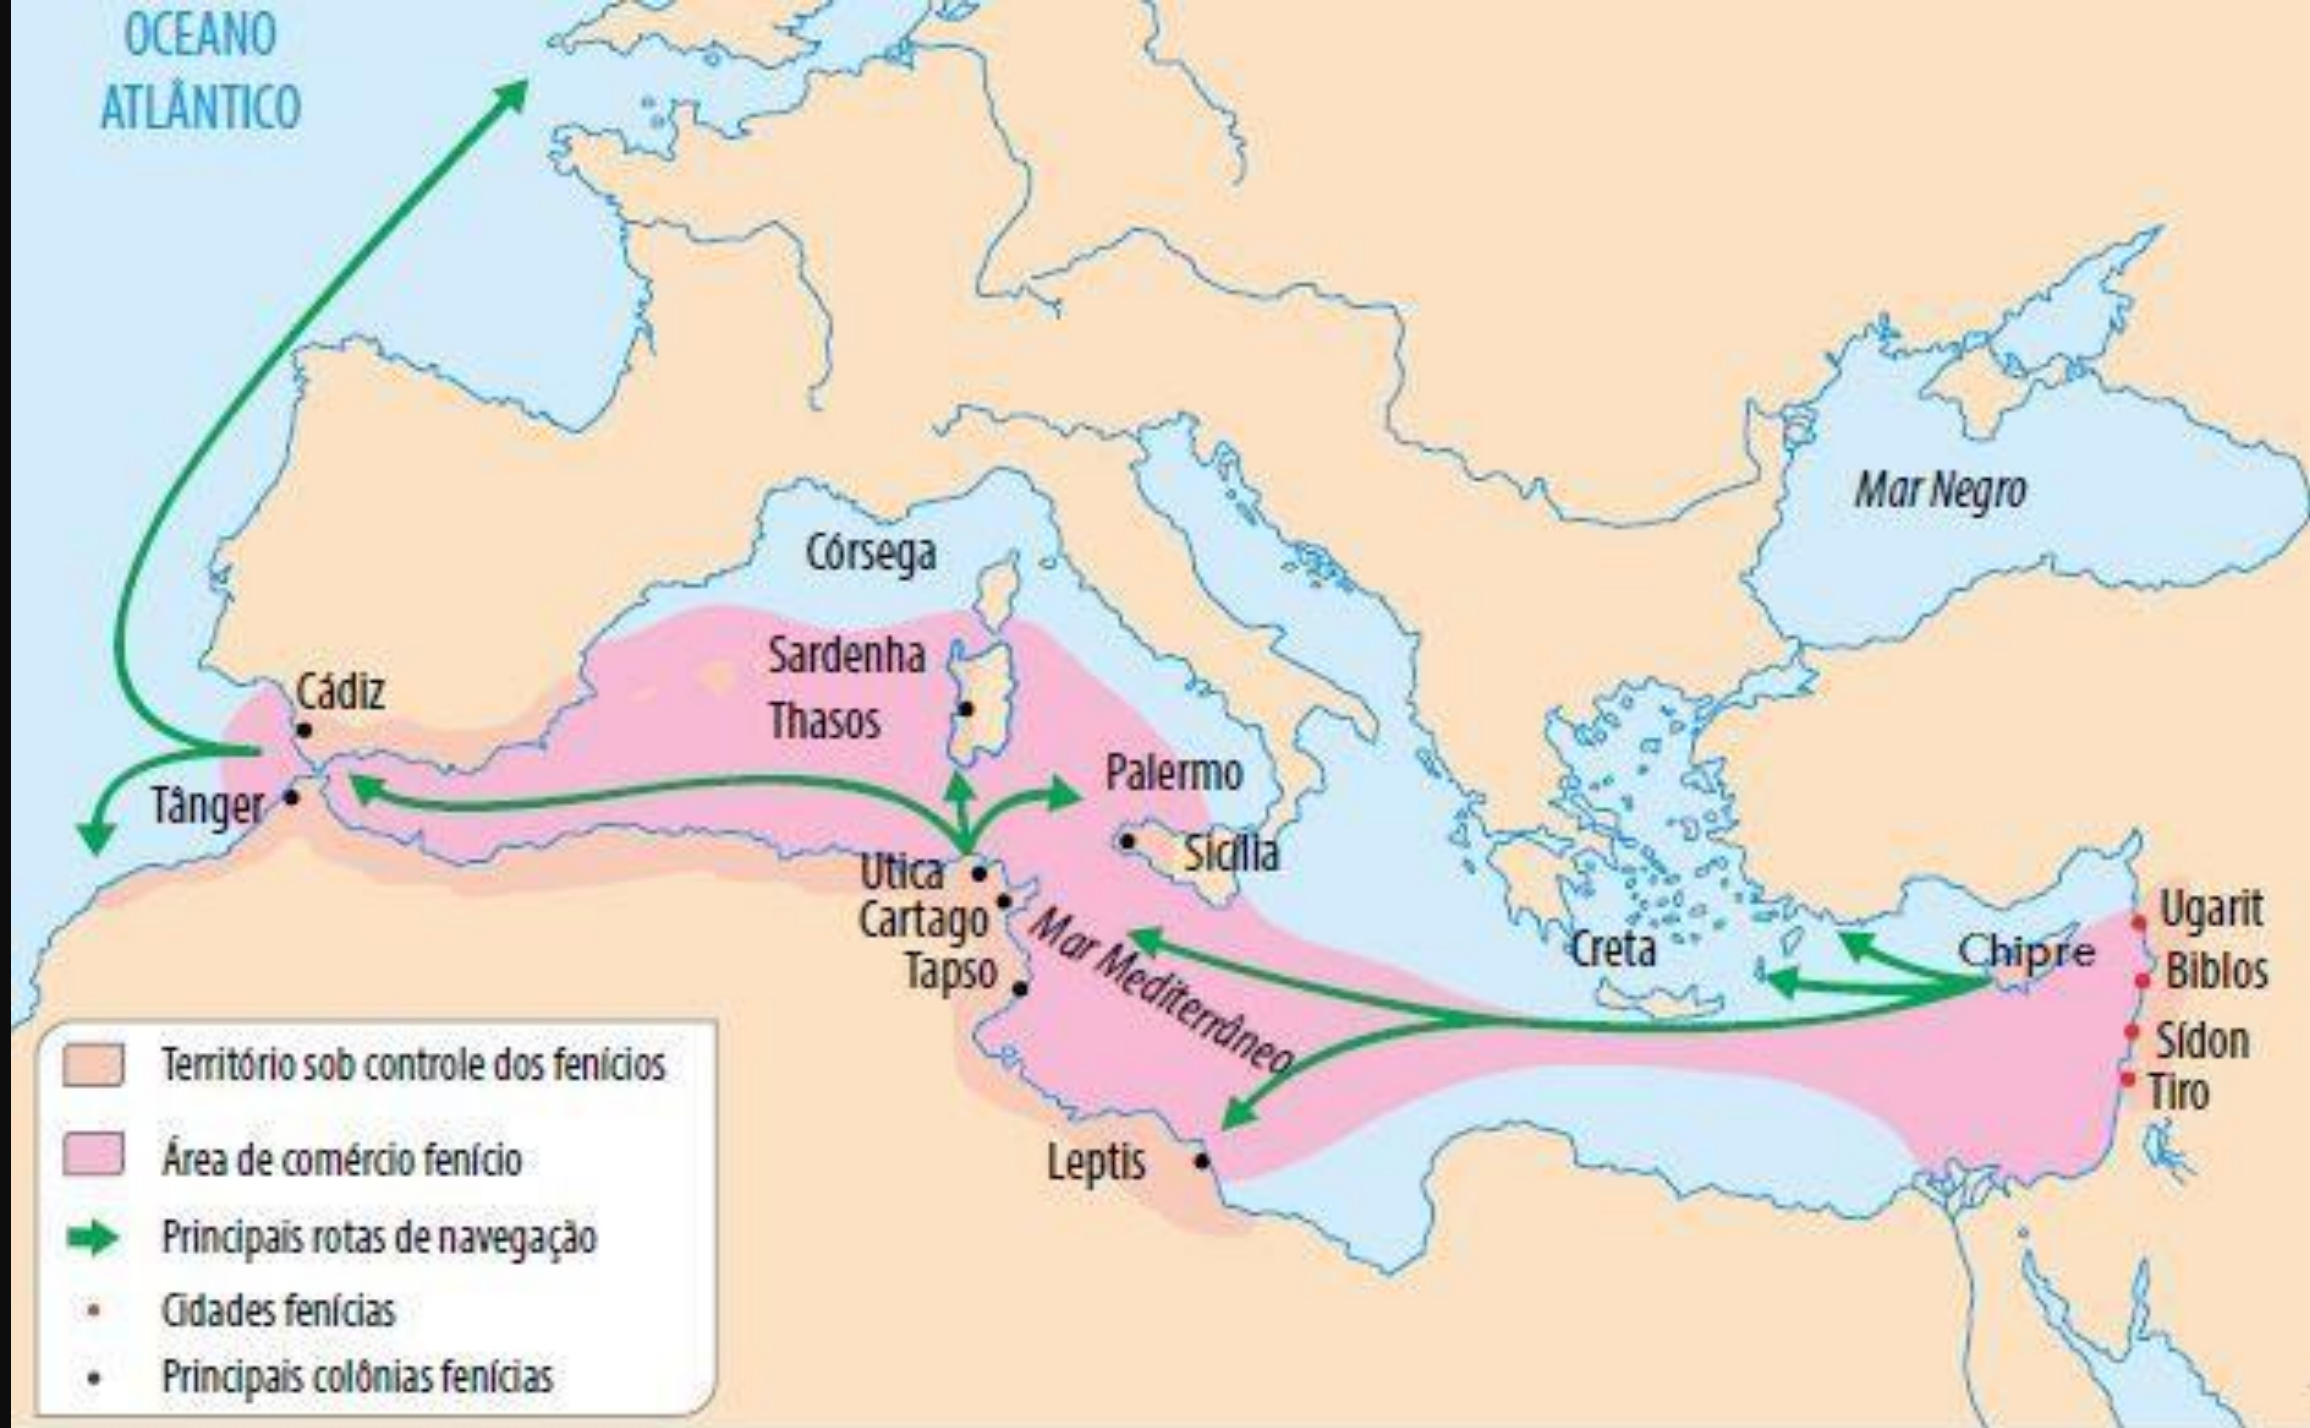 OCEANO
ATLÂNTICO
Mar Negro
Córsega
Sardenha
Thasos
Cádiz
Tânger
Palermo
Sicília
Utica
Cartago
Tapso
Mar Mediterrâneo
Creta
Chipre
Ugarit
Biblos
Sídon
Tiro
Leptis
Território sob controle dos fenícios
Área de comércio fenício
Principais rotas de navegação
Cidades fenícias
Principais colônias fenícias